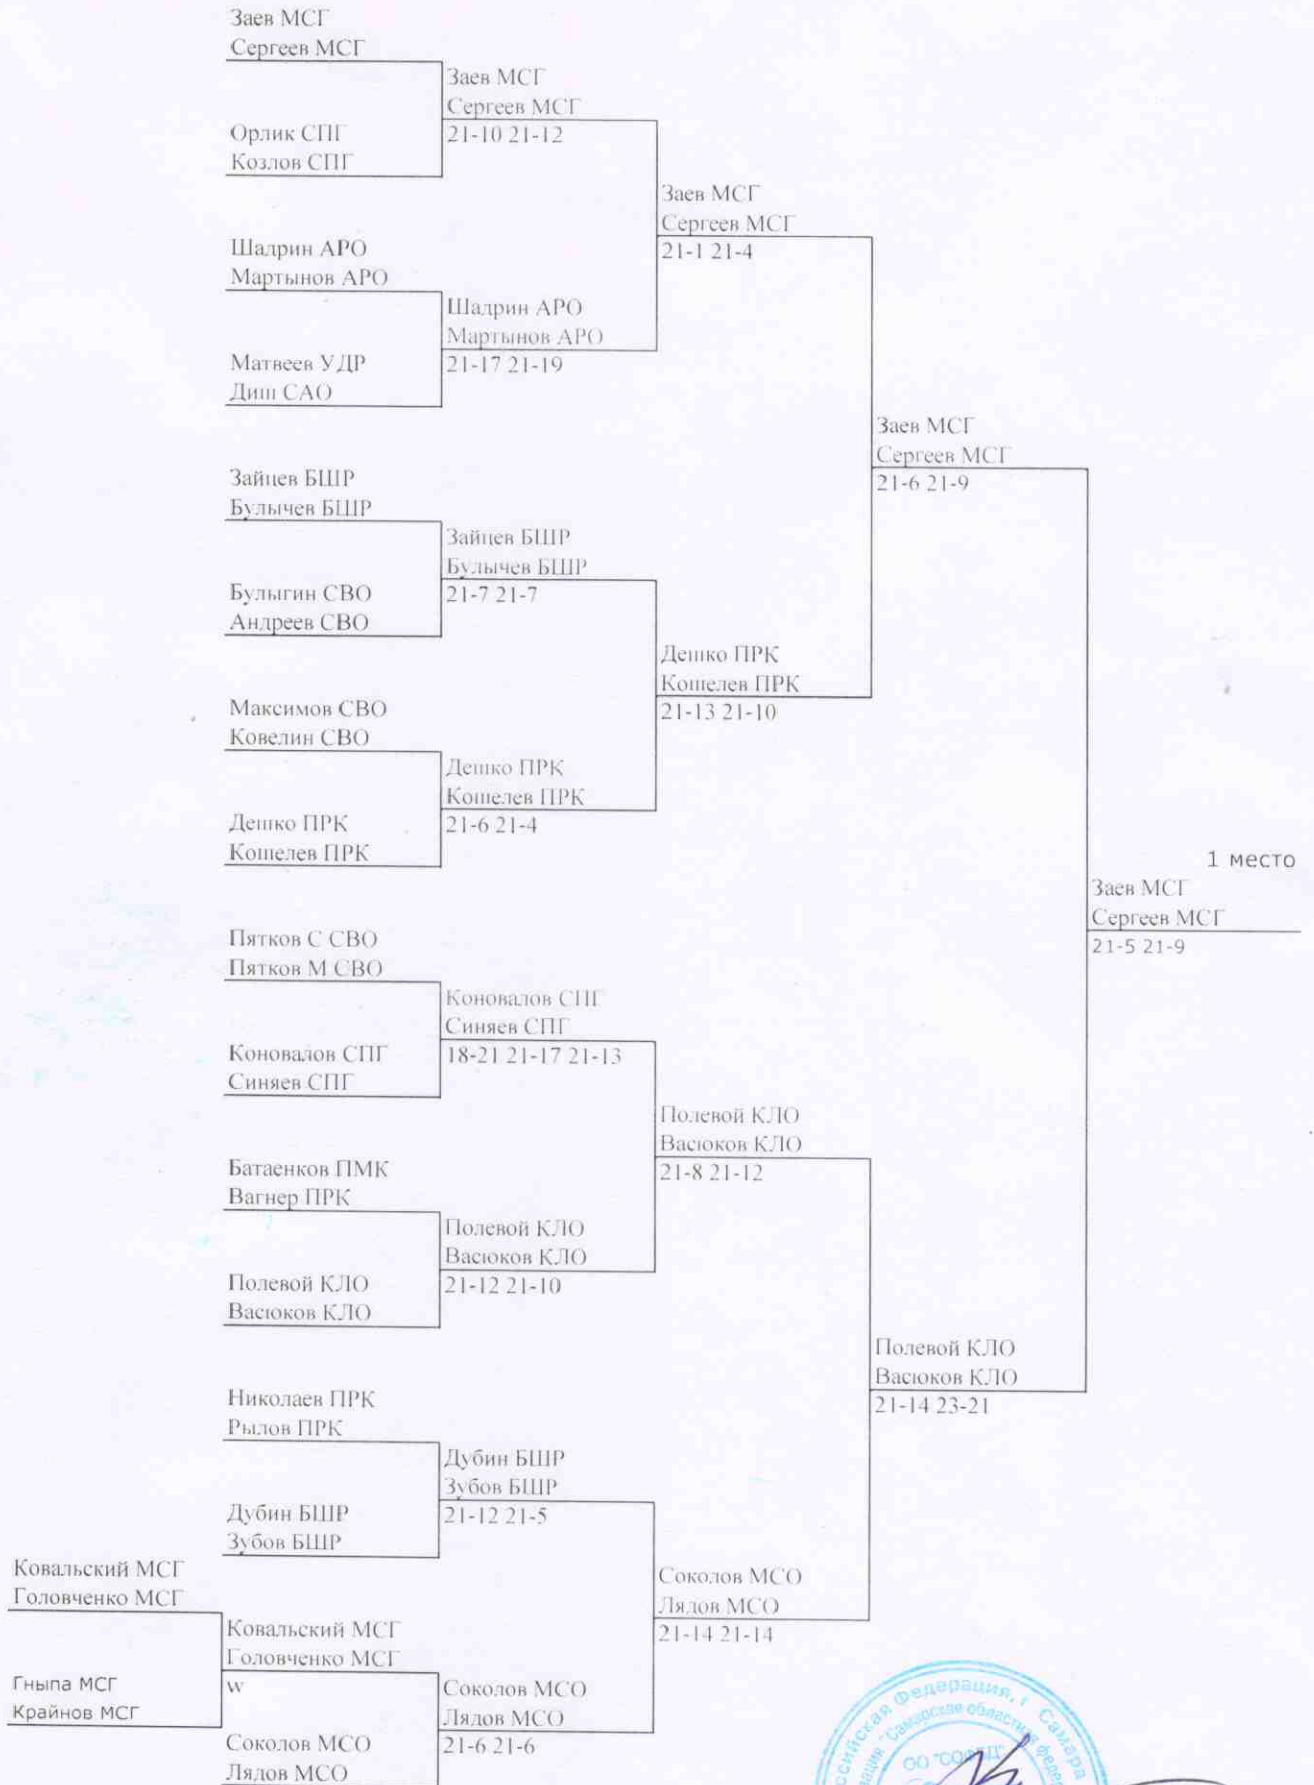 Заев МСГ
Сергеев МСГ
Заев МСГ
Сергеев МСГ
21-10 21-12
Орлик СПГ
Козлов СПГ
Заев МСГ
Сергеев МСГ
21-1 21-4
Шадрин АРО
Мартынов АРО
Шадрин АРО
Мартынов АРО
21-17 21-19
Матвеев УДР
Диш САО
Заев МСГ
Сергеев МСГ
21-6 21-9
Зайцев БШР
Булычев БШР
Зайцев БШР
Булычев БШР
21-7 21-7
Булыгин СВО
Андреев СВО
Дешко ПРК
Кошелев ПРК
21-13 21-10
Максимов СВО
Ковелин СВО
Дешко ПРК
Кошелев ПРК
21-6 21-4
Дешко ПРК
Кошелев ПРК
1 место
Заев МСГ
Сергеев МСГ
21-5 21-9
Пятков С СВО
Пятков М СВО
Коновалов СПГ
Синяев СПГ
18-21 21-17 21-13
Коновалов СПГ
Синяев СПГ
Полевой КЛО
Васюков КЛО
21-8 21-12
Батаенков ПМК
Вагнер ПРК
Полевой КЛО
Васюков КЛО
21-12 21-10
Полевой КЛО
Васюков КЛО
Полевой КЛО
Васюков КЛО
21-14 23-21
Николаев ПРК
Рылов ПРК
Дубин БШР
Зубов БШР
21-12 21-5
Дубин БШР
Зубов БШР
Ковальский МСГ
Головченко МСГ
Соколов МСО
Лядов МСО
21-14 21-14
Ковальский МСГ
Головченко МСГ
w
Гныпа МСГ
Крайнов МСГ
Соколов МСО
Лядов МСО
21-6 21-6
Соколов МСО
Лядов МСО
Федерация, г Самара